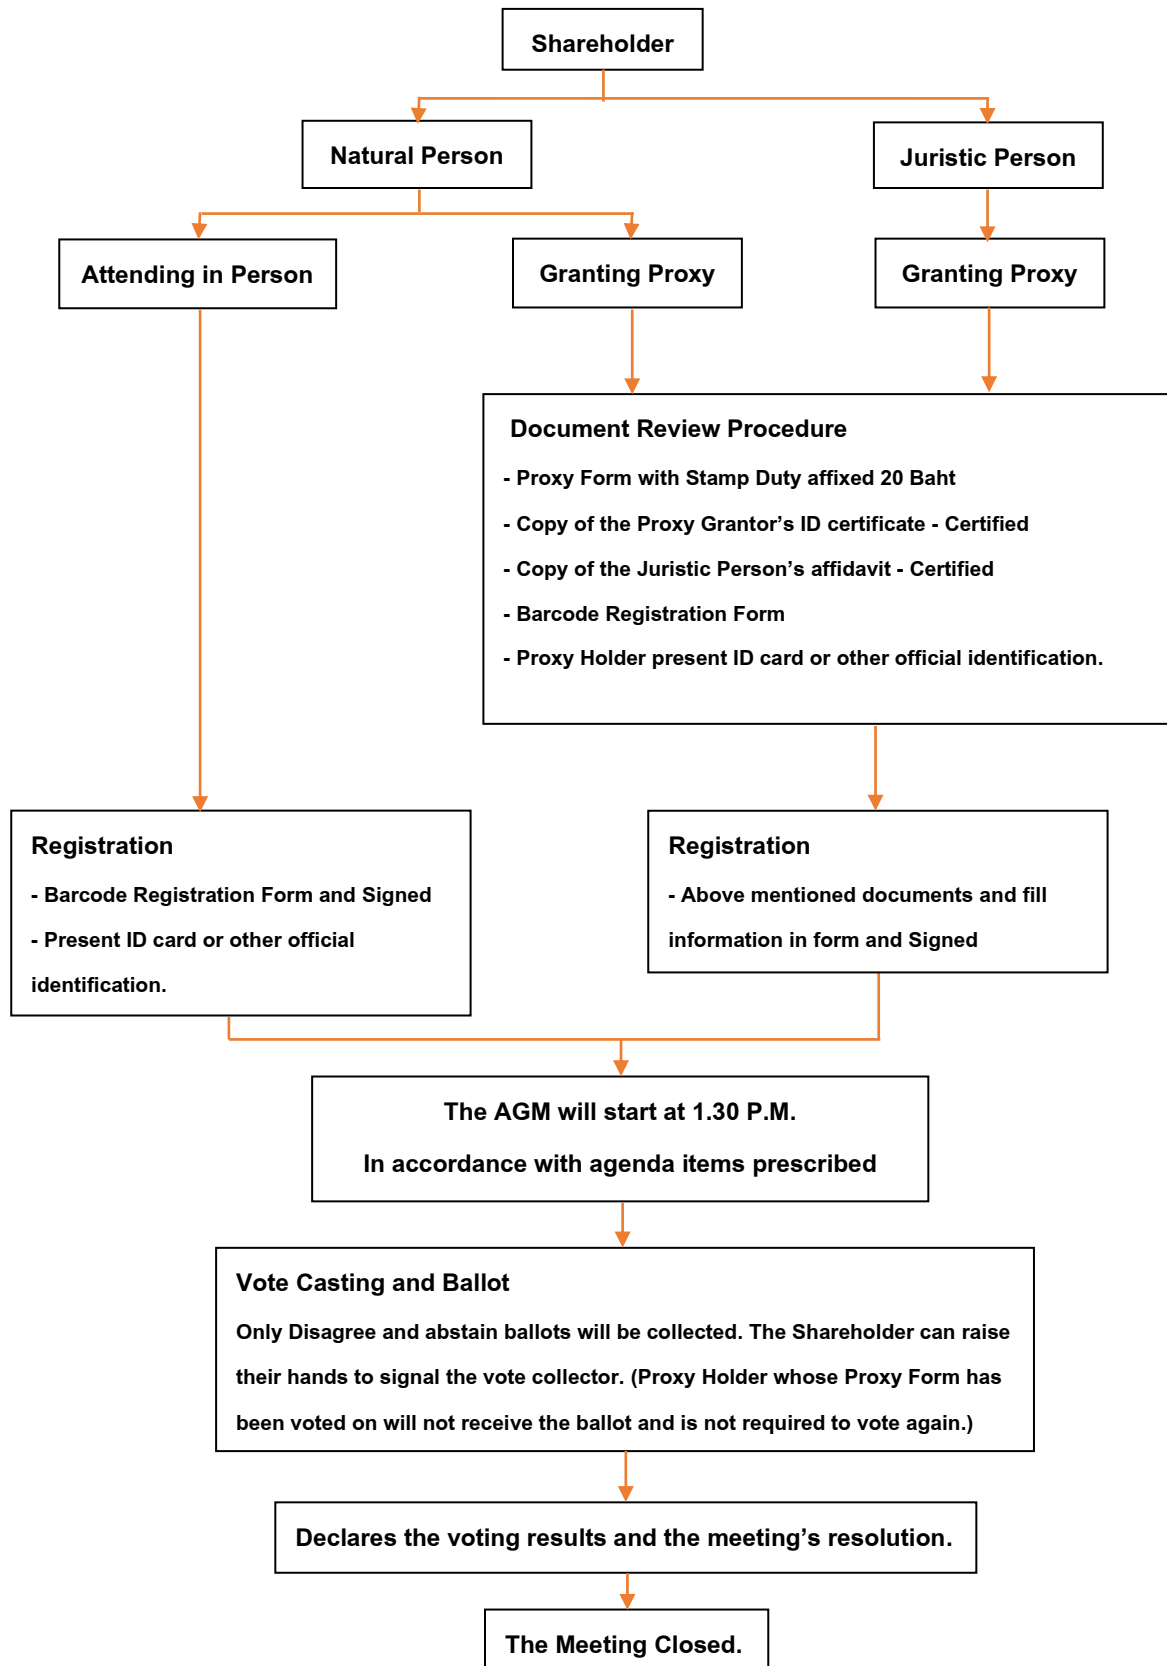 Shareholder
Natural Person
Juristic Person
Attending in Person
Granting Proxy
Granting Proxy
Document Review Procedure
- Proxy Form with Stamp Duty affixed 20 Baht
- Copy of the Proxy Grantor’s ID certificate - Certified
- Copy of the Juristic Person’s affidavit - Certified
- Barcode Registration Form
- Proxy Holder present ID card or other official identification.
Registration
- Barcode Registration Form and Signed
- Present ID card or other official
identification.
Registration
- Above mentioned documents and fill
information in form and Signed
The AGM will start at 1.30 P.M.
In accordance with agenda items prescribed
Vote Casting and Ballot
Only Disagree and abstain ballots will be collected. The Shareholder can raise
their hands to signal the vote collector. (Proxy Holder whose Proxy Form has
been voted on will not receive the ballot and is not required to vote again.)
Declares the voting results and the meeting’s resolution.
The Meeting Closed.